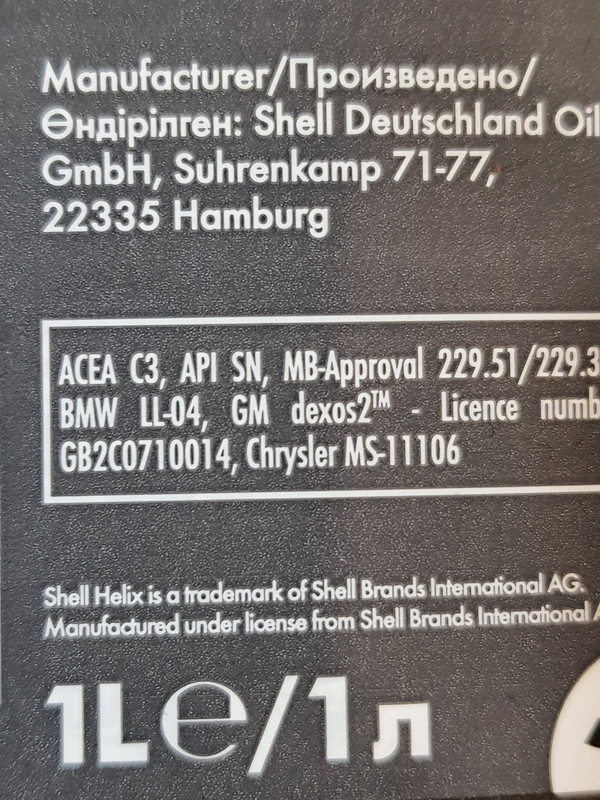 Manufacturer/Произведено/
Өндірілген: Shell Deutschland Oil
GmbH, Suhrenkamp 71-77,
22335 Hamburg
ACEA C3, API SN, MB-Approval 229.51/229.3
BMW LL-04, GM dexos2™ - Licence numb
GB2C0710014, Chrysler MS-11106
Shell Helix is a trademark of Shell Brands International AG.
Manufactured under license from Shell Brands International A
1L℮/1л